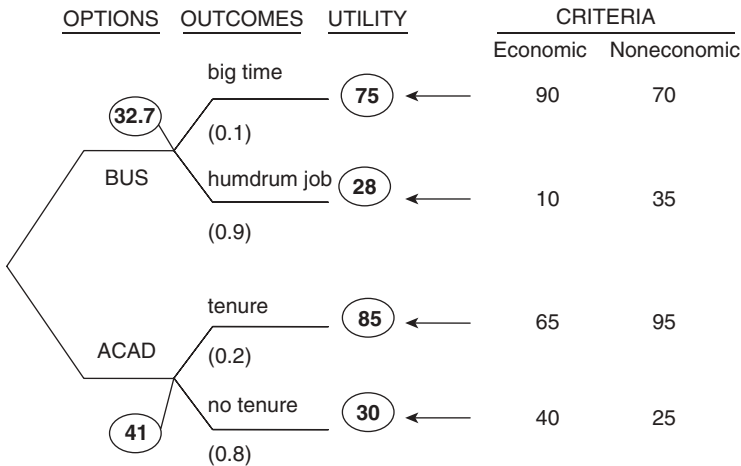 OPTIONS OUTCOMES UTILITY CRITERIA
Economic Noneconomic
big time
75 90 70
32.7
(0.1)
BUS
humdrum job
28 10 35
(0.9)
tenure
85 65 95
ACAD
(0.2)
no tenure
30 40 25
41
(0.8)